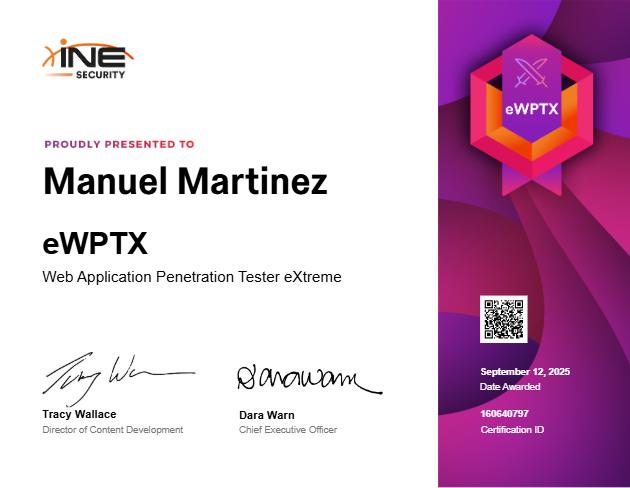 INE
SECURITY
eWPTX
PROUDLY PRESENTED TO
Manuel Martinez
eWPTX
Web Application Penetration Tester eXtreme
Tracy Wallace
Director of Content Development
Dara Warn
Chief Executive Officer
September 12, 2025
Date Awarded
160640797
Certification ID